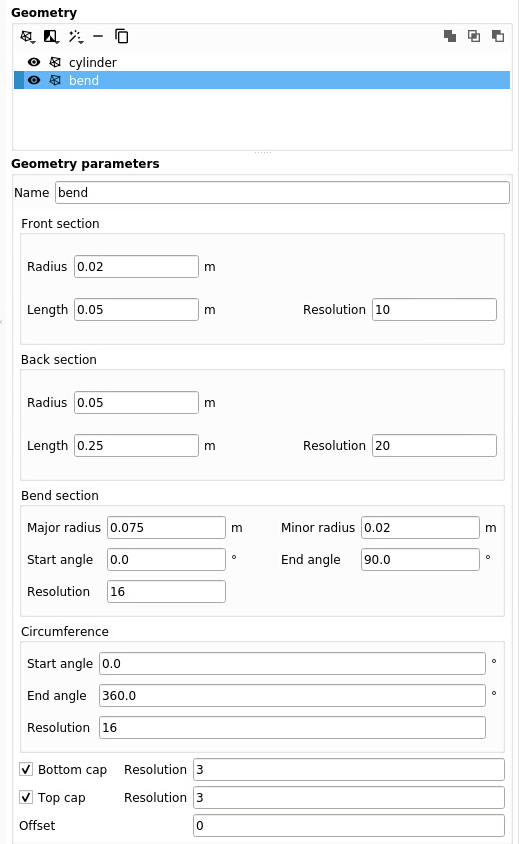 Geometry
cylinder
bend
Geometry parameters
Name bend
Front section
Radius 0.02 m
Length 0.05 m Resolution 10
Back section
Radius 0.05 m
Length 0.25 m Resolution 20
Bend section
Major radius 0.075 m Minor radius 0.02 m
Start angle 0.0 ° End angle 90.0 °
Resolution 16
Circumference
Start angle 0.0 °
End angle 360.0 °
Resolution 16
Bottom cap Resolution 3
Top cap Resolution 3
Offset 0